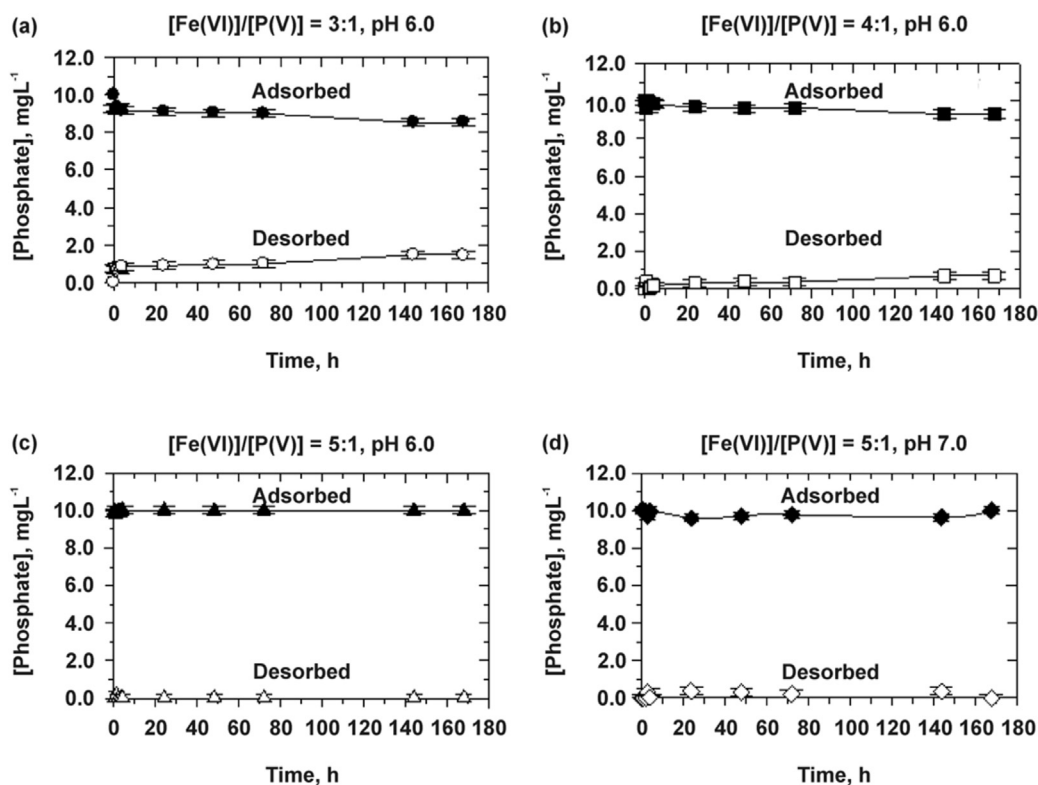 (a) [Fe(VI)]/[P(V)] = 3:1, pH 6.0
[Phosphate], mgL⁻¹
12.0
10.0
8.0
6.0
4.0
2.0
0.0
Adsorbed
Desorbed
0 20 40 60 80 100 120 140 160 180
Time, h
(b) [Fe(VI)]/[P(V)] = 4:1, pH 6.0
[Phosphate], mgL⁻¹
12.0
10.0
8.0
6.0
4.0
2.0
0.0
Adsorbed
Desorbed
0 20 40 60 80 100 120 140 160 180
Time, h
(c) [Fe(VI)]/[P(V)] = 5:1, pH 6.0
[Phosphate], mgL⁻¹
12.0
10.0
8.0
6.0
4.0
2.0
0.0
Adsorbed
Desorbed
0 20 40 60 80 100 120 140 160 180
Time, h
(d) [Fe(VI)]/[P(V)] = 5:1, pH 7.0
[Phosphate], mgL⁻¹
12.0
10.0
8.0
6.0
4.0
2.0
0.0
Adsorbed
Desorbed
0 20 40 60 80 100 120 140 160 180
Time, h